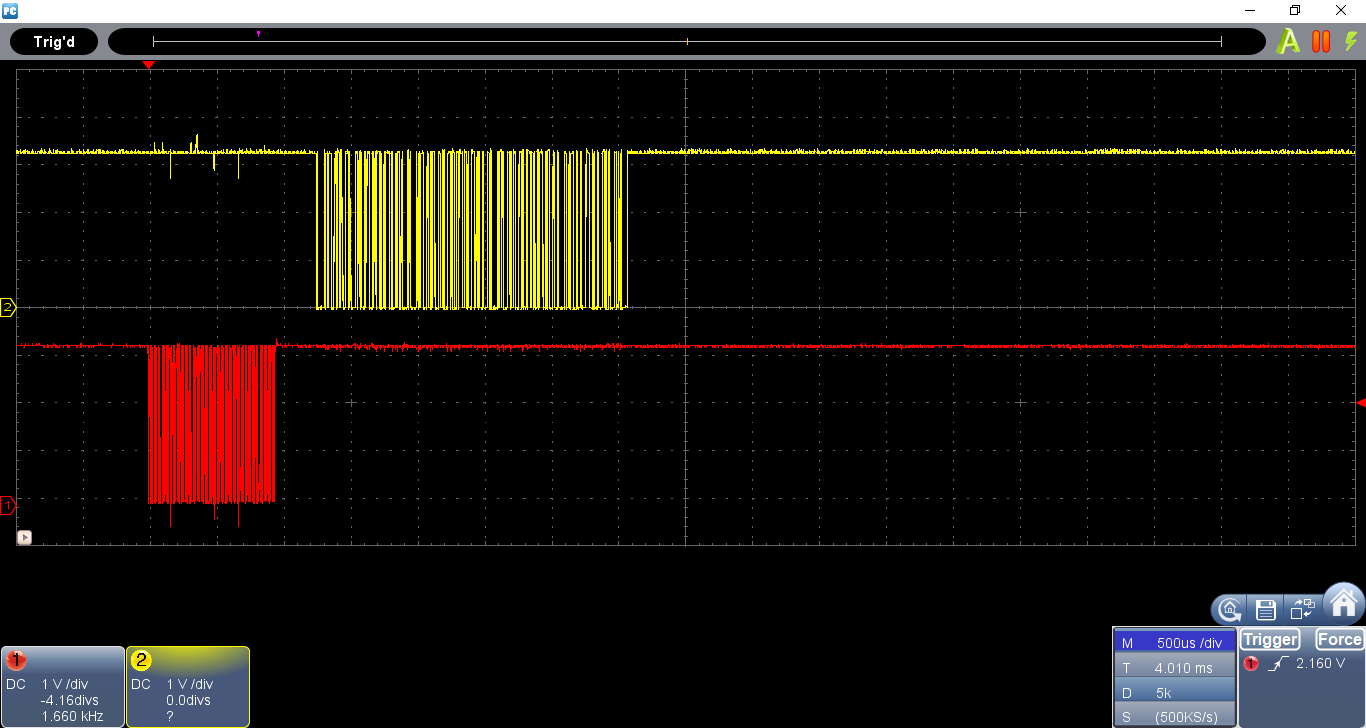 PC
Trig'd
A
2
1
1
DC 1 V /div
-4.16divs
1.660 kHz
2
DC 1 V /div
0.0divs
?
M 500us /div
T 4.010 ms
D 5k
S (500KS/s)
Trigger Force
1 2.160 V